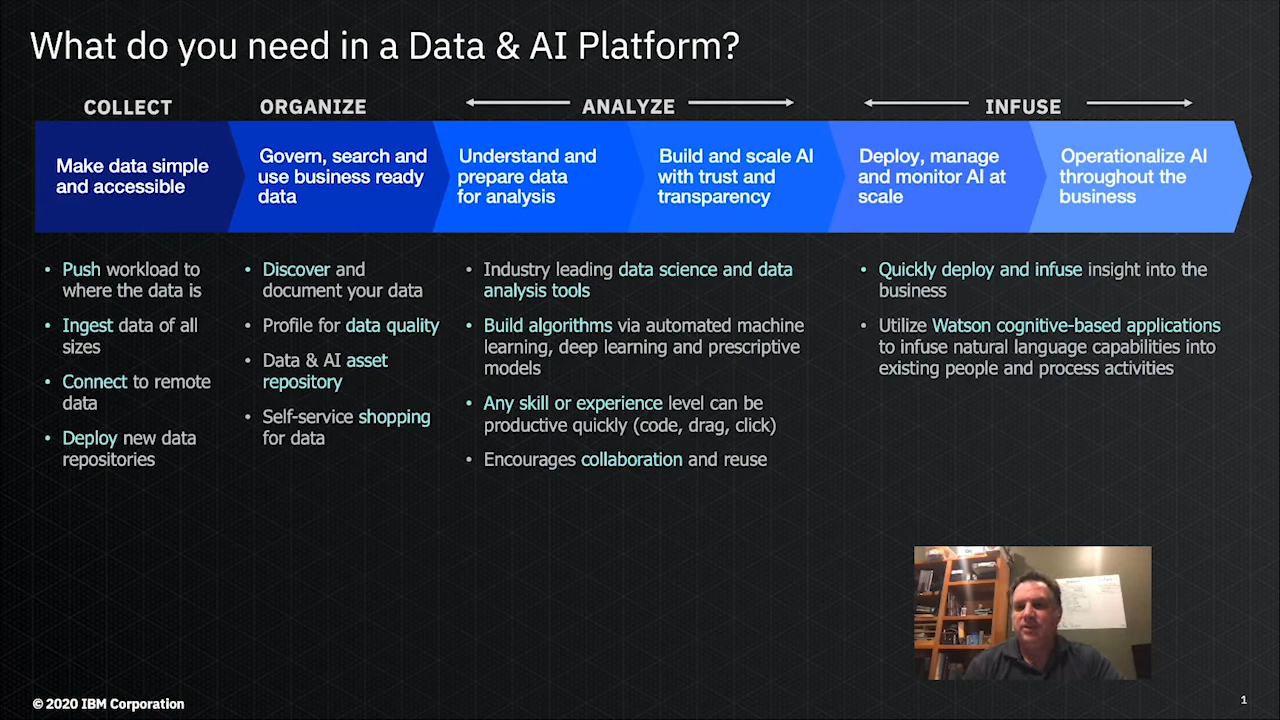 What do you need in a Data & AI Platform?
COLLECT
ORGANIZE
ANALYZE
INFUSE
Make data simple
and accessible
Govern, search and
use business ready
data
Understand and
prepare data
for analysis
Build and scale AI
with trust and
transparency
Deploy, manage
and monitor AI at
scale
Operationalize AI
throughout the
business
• Push workload to
where the data is
• Ingest data of all
sizes
• Connect to remote
data
• Deploy new data
repositories
• Discover and
document your data
• Profile for data quality
• Data & AI asset
repository
• Self-service shopping
for data
• Industry leading data science and data
analysis tools
• Build algorithms via automated machine
learning, deep learning and prescriptive
models
• Any skill or experience level can be
productive quickly (code, drag, click)
• Encourages collaboration and reuse
• Quickly deploy and infuse insight into the
business
• Utilize Watson cognitive-based applications
to infuse natural language capabilities into
existing people and process activities
© 2020 IBM Corporation
1